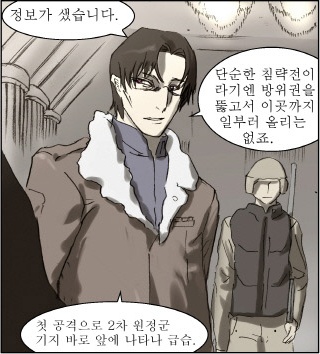 정보가 샜습니다.
단순한 침략전이
라기엔 방위권을
뚫고서 이곳까지
일부러 올리는
없죠.
첫 공격으로 2차 원정군
기지 바로 앞에 나타나 급습.